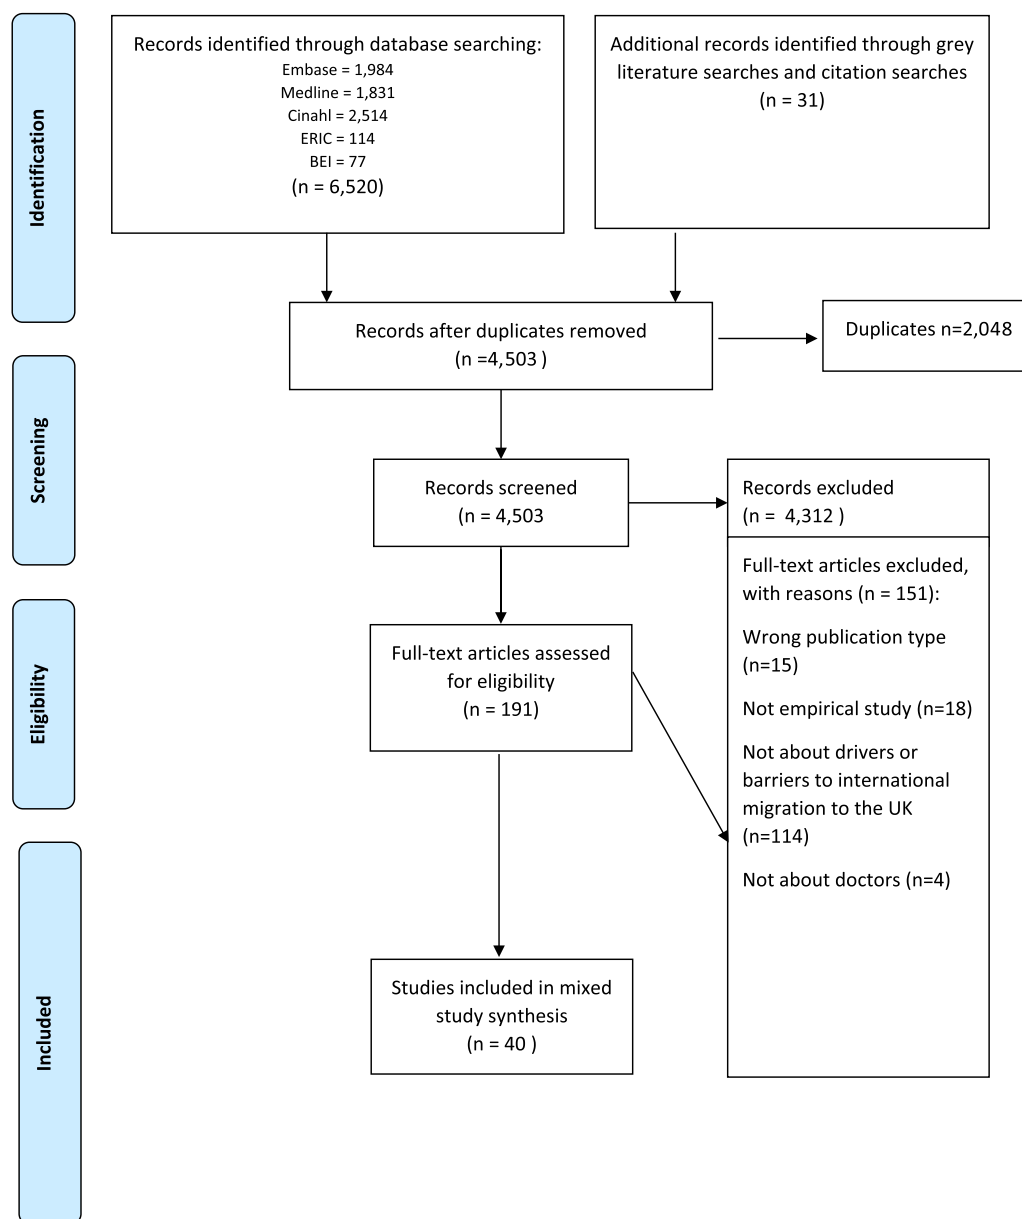 Identification
Records identified through database searching:
Embase = 1,984
Medline = 1,831
Cinahl = 2,514
ERIC = 114
BEI = 77
(n = 6,520)
Additional records identified through grey
literature searches and citation searches
(n = 31)
Records after duplicates removed
(n =4,503 )
Duplicates n=2,048
Screening
Records screened
(n = 4,503
Records excluded
(n =  4,312 )
Eligibility
Full-text articles assessed
for eligibility
(n = 191)
Full-text articles excluded,
with reasons (n = 151):
Wrong publication type
(n=15)
Not empirical study (n=18)
Not about drivers or
barriers to international
migration to the UK
(n=114)
Not about doctors (n=4)
Included
Studies included in mixed
study synthesis
(n = 40 )